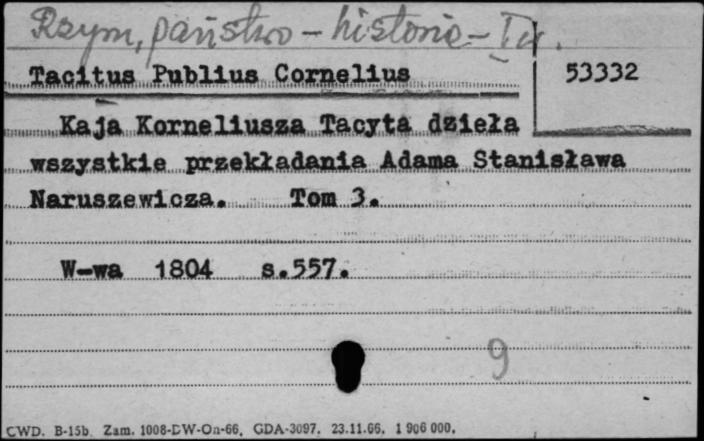 Rzym, państwo - historia - I w.
Tacitus Publius Cornelius 53332
Kaja Korneliusza Tacyta dzieła
wszystkie przekładania Adama Stanisława
Naruszewicza. Tom 3.
W-wa 1804 s.557.
9
CWD. B-15b. Zam. 1008-DW-On-66. GDA-3097. 23.11.66. 1 906 000.